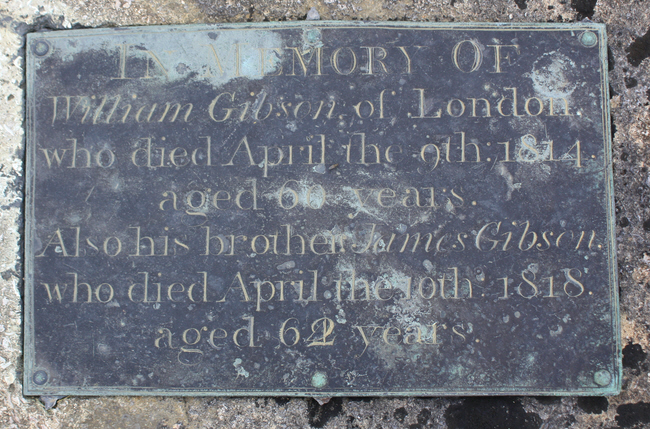 IN MEMORY OF
William Gibson, of London.
who died April the 9th: 1814.
aged 60 years.
Also his brother James Gibson,
who died April the 10th: 1818.
aged 62 years.